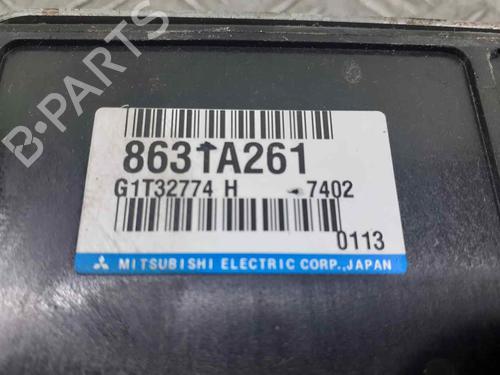 B-PARTS
8631A261
G1T32774 H -7402
0113
MITSUBISHI ELECTRIC CORP., JAPAN